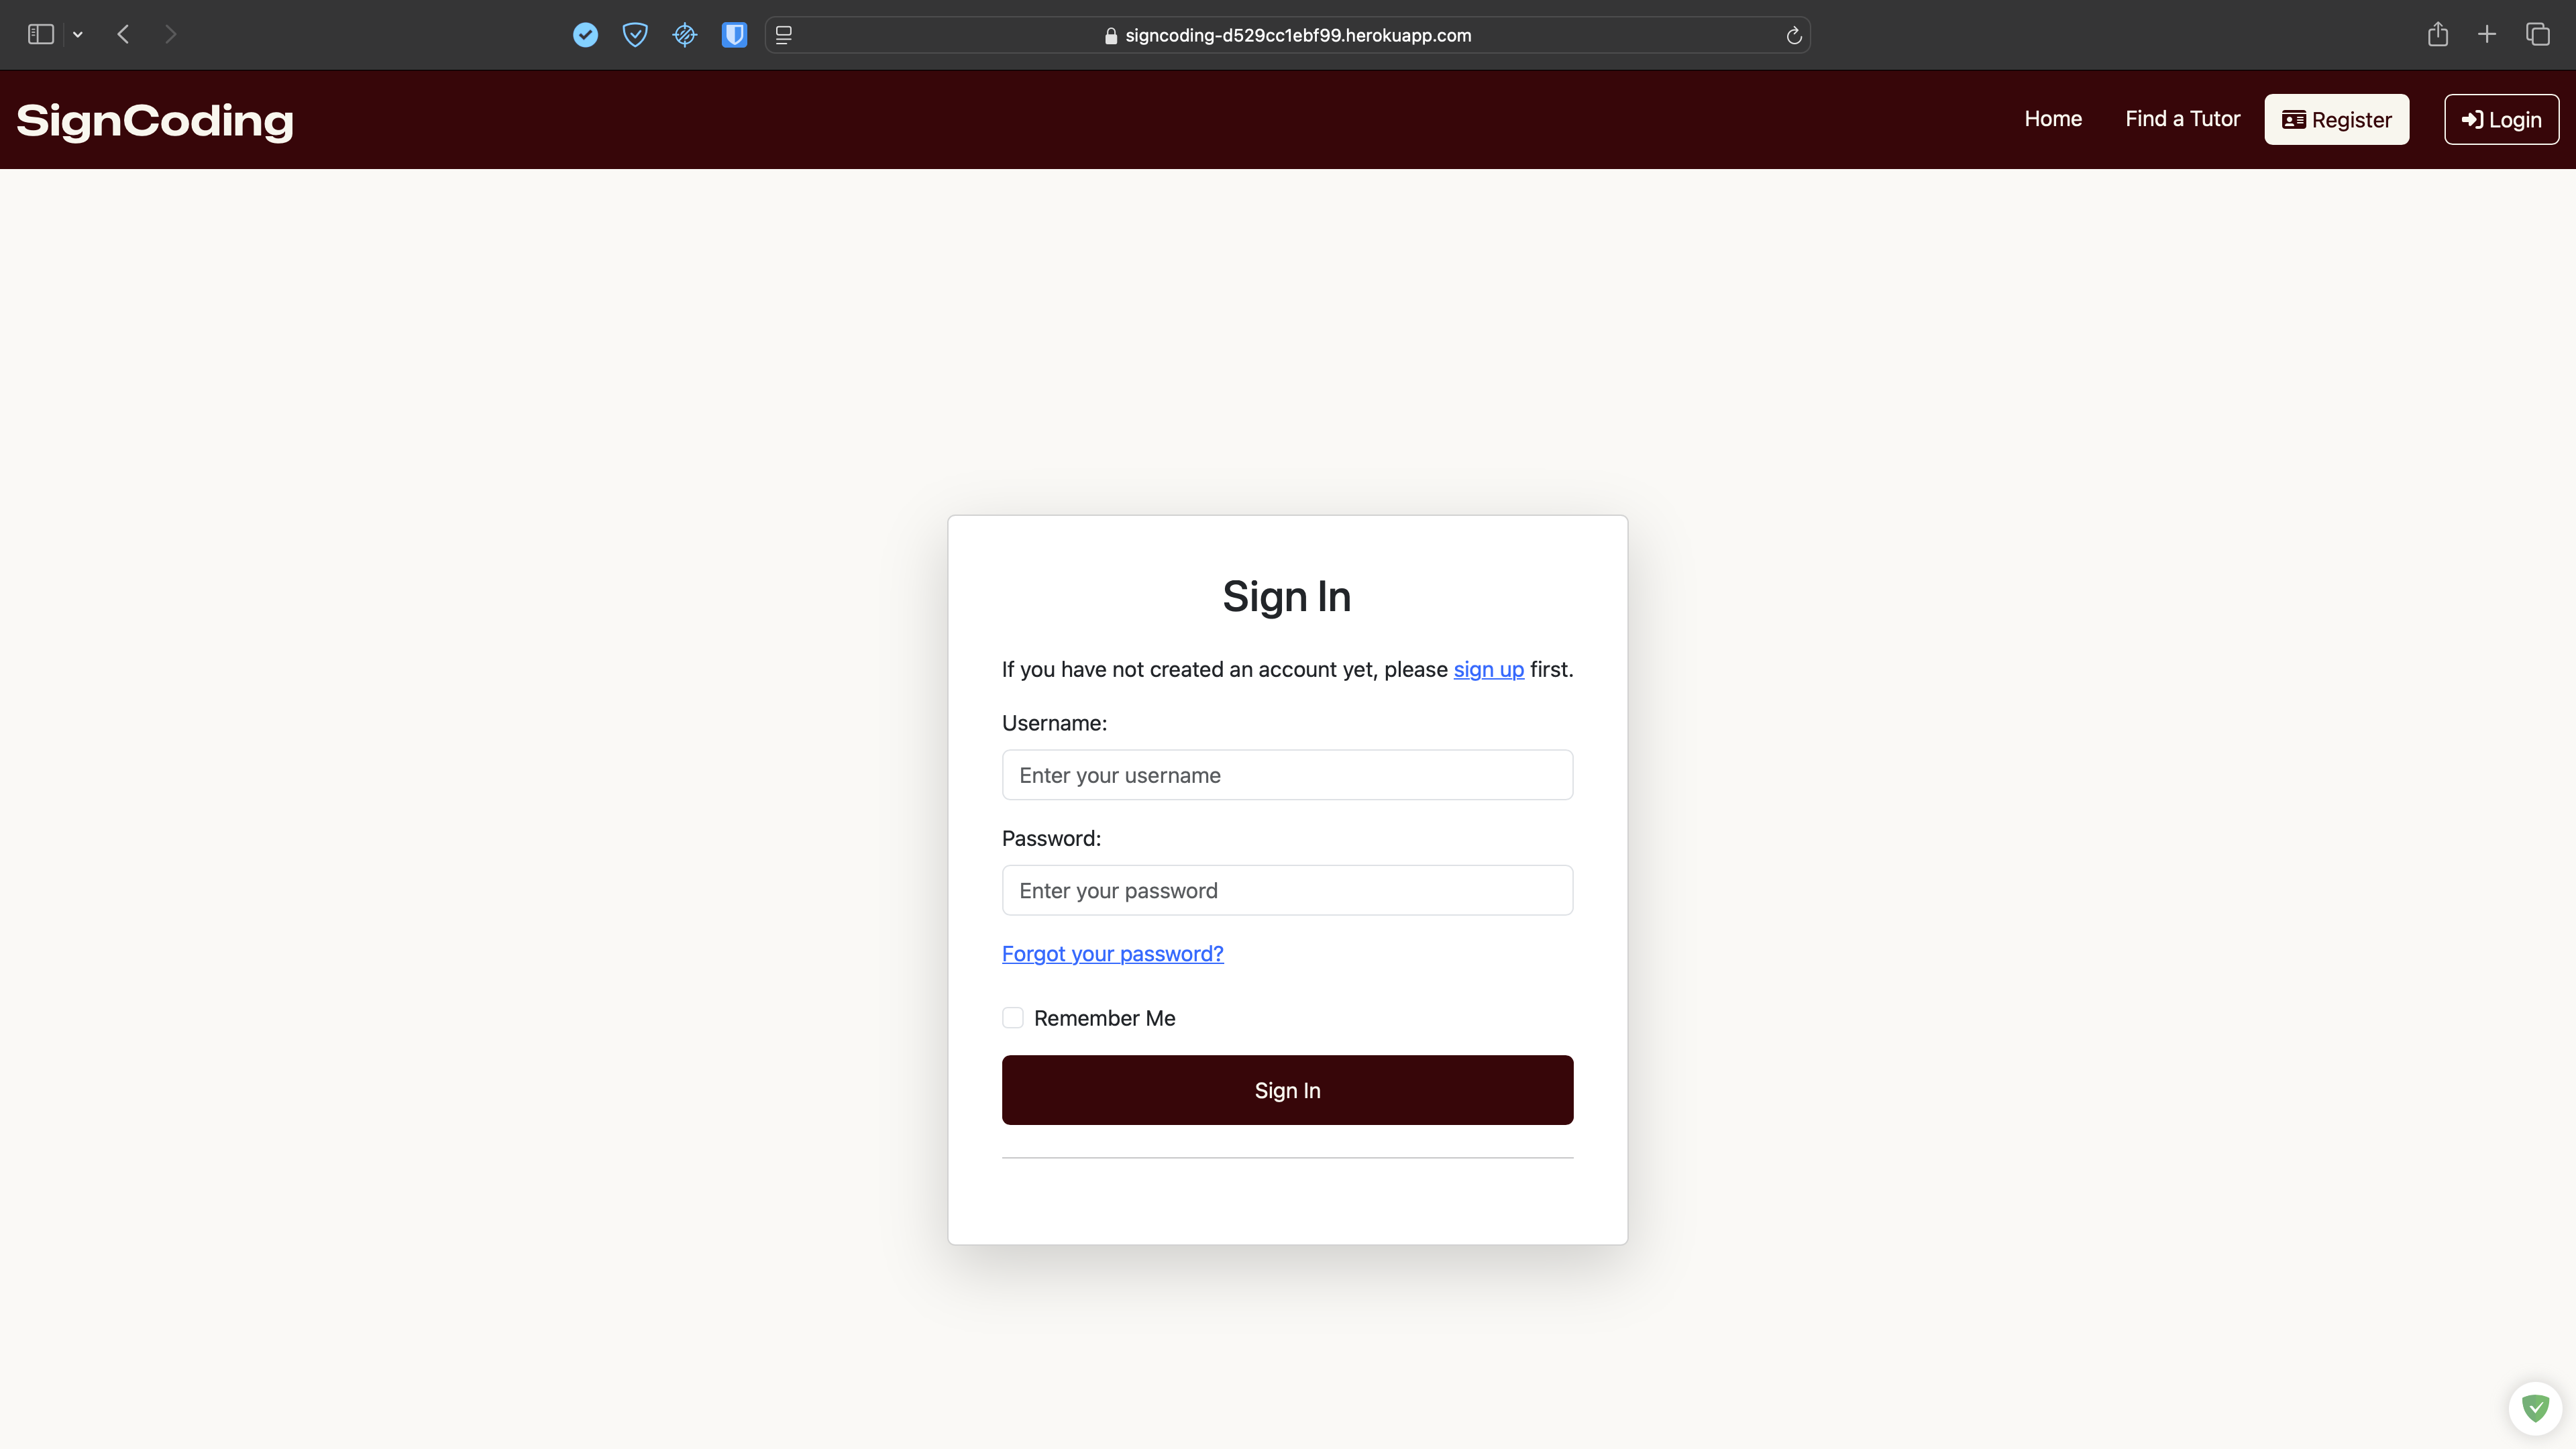 signcoding-d529cc1ebf99.herokuapp.com
SignCoding
Home
Find a Tutor
Register
Login
Sign In
If you have not created an account yet, please sign up first.
Username:
Enter your username
Password:
Enter your password
Forgot your password?
Remember Me
Sign In